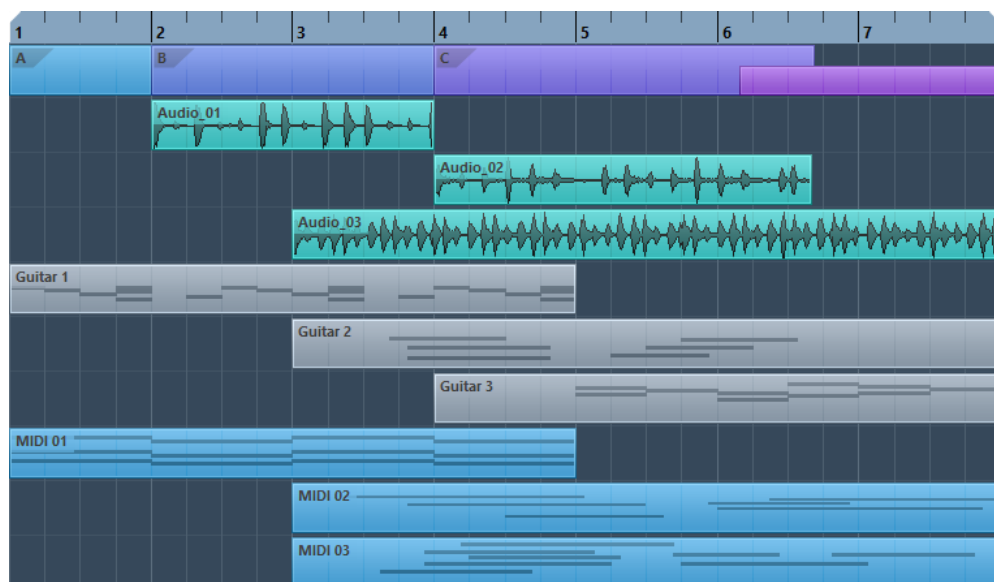 1 2 3 4 5 6 7
A B C
Audio_01
Audio_02
Audio_03
Guitar 1
Guitar 2
Guitar 3
MIDI 01
MIDI 02
MIDI 03